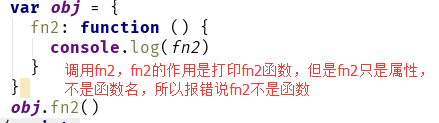 var obj = {
fn2: function () {
console.log(fn2)
} 调用fn2，fn2的作用是打印fn2函数，但是fn2只是属性，
} 不是函数名，所以报错说fn2不是函数
obj.fn2()